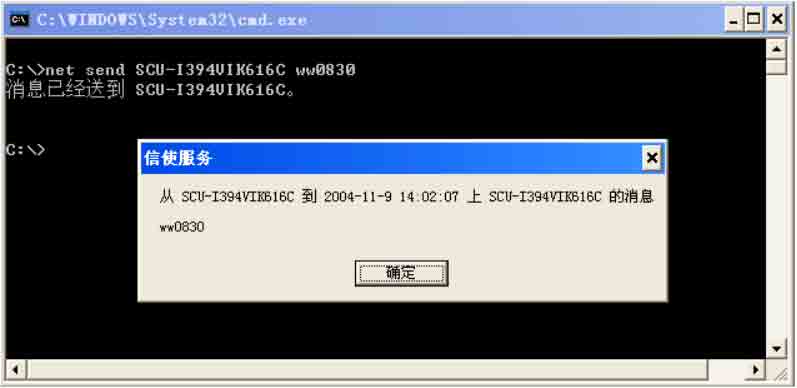 C:\WINDOWS\System32\cmd.exe
C:\>net send SCU-I394VIK616C ww0830
消息已经送到 SCU-I394VIK616C。
C:\>
信使服务
从 SCU-I394VIK616C 到 2004-11-9 14:02:07 上 SCU-I394VIK616C 的消息
ww0830
确定